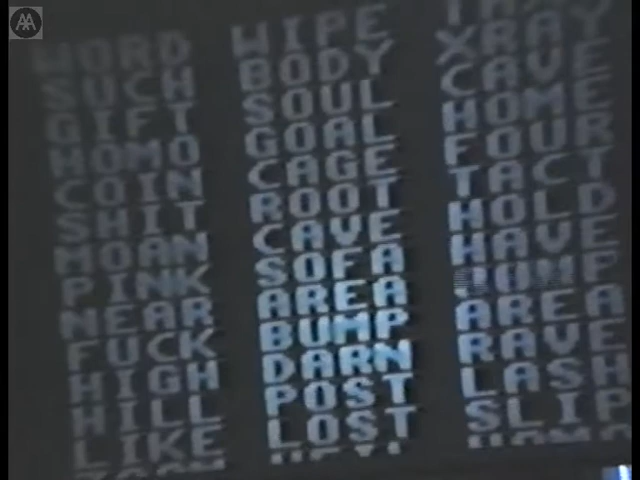 WORD WIPE
SUCH BODY XRAY
GIFT SOUL CAVE
HOMO GOAL HOME
COIN CAGE FOUR
SHIT ROOT TACT
MOAN CAVE HOLD
PINK SOFA HAVE
NEAR AREA
FUCK BUMP AREA
HIGH DARN RAVE
HILL POST LASH
LIKE LOST SLIP